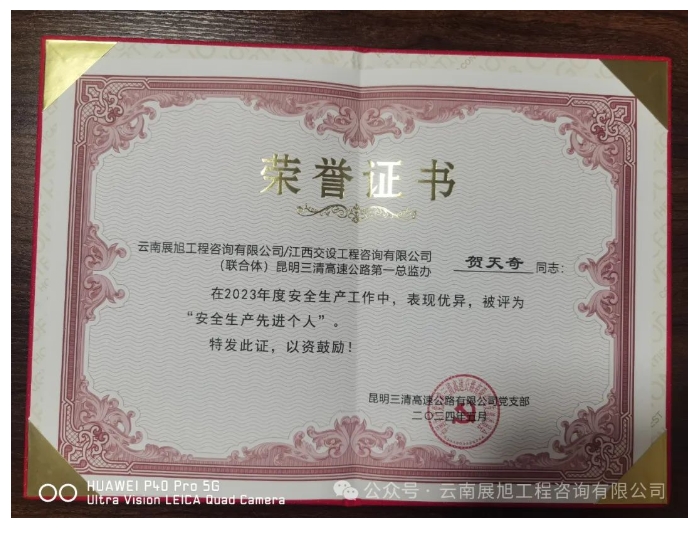 荣誉证书
云南展旭工程咨询有限公司/江西交设工程咨询有限公司
（联合体）昆明三清高速公路第一总监办 贺天奇 同志：
在2023年度安全生产工作中，表现优异，被评为
“安全生产先进个人”。
特发此证，以资鼓励！
昆明三清高速公路有限公司党支部
HUAWEI P40 Pro 5G
Ultra Vision LEICA Quad Camera
公众号 · 云南展旭工程咨询有限公司